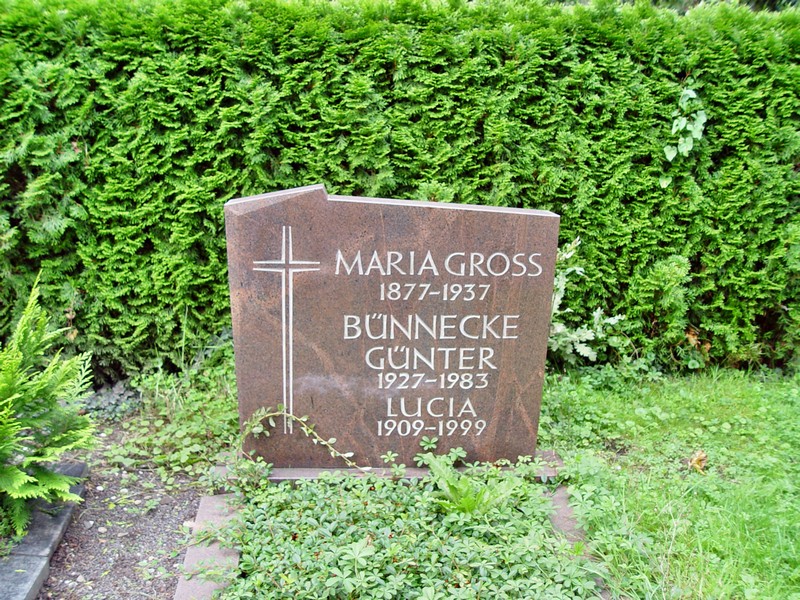 MARIA GROSS
1877-1937
BÜNNECKE
GÜNTER
1927-1983
LUCIA
1909-1999